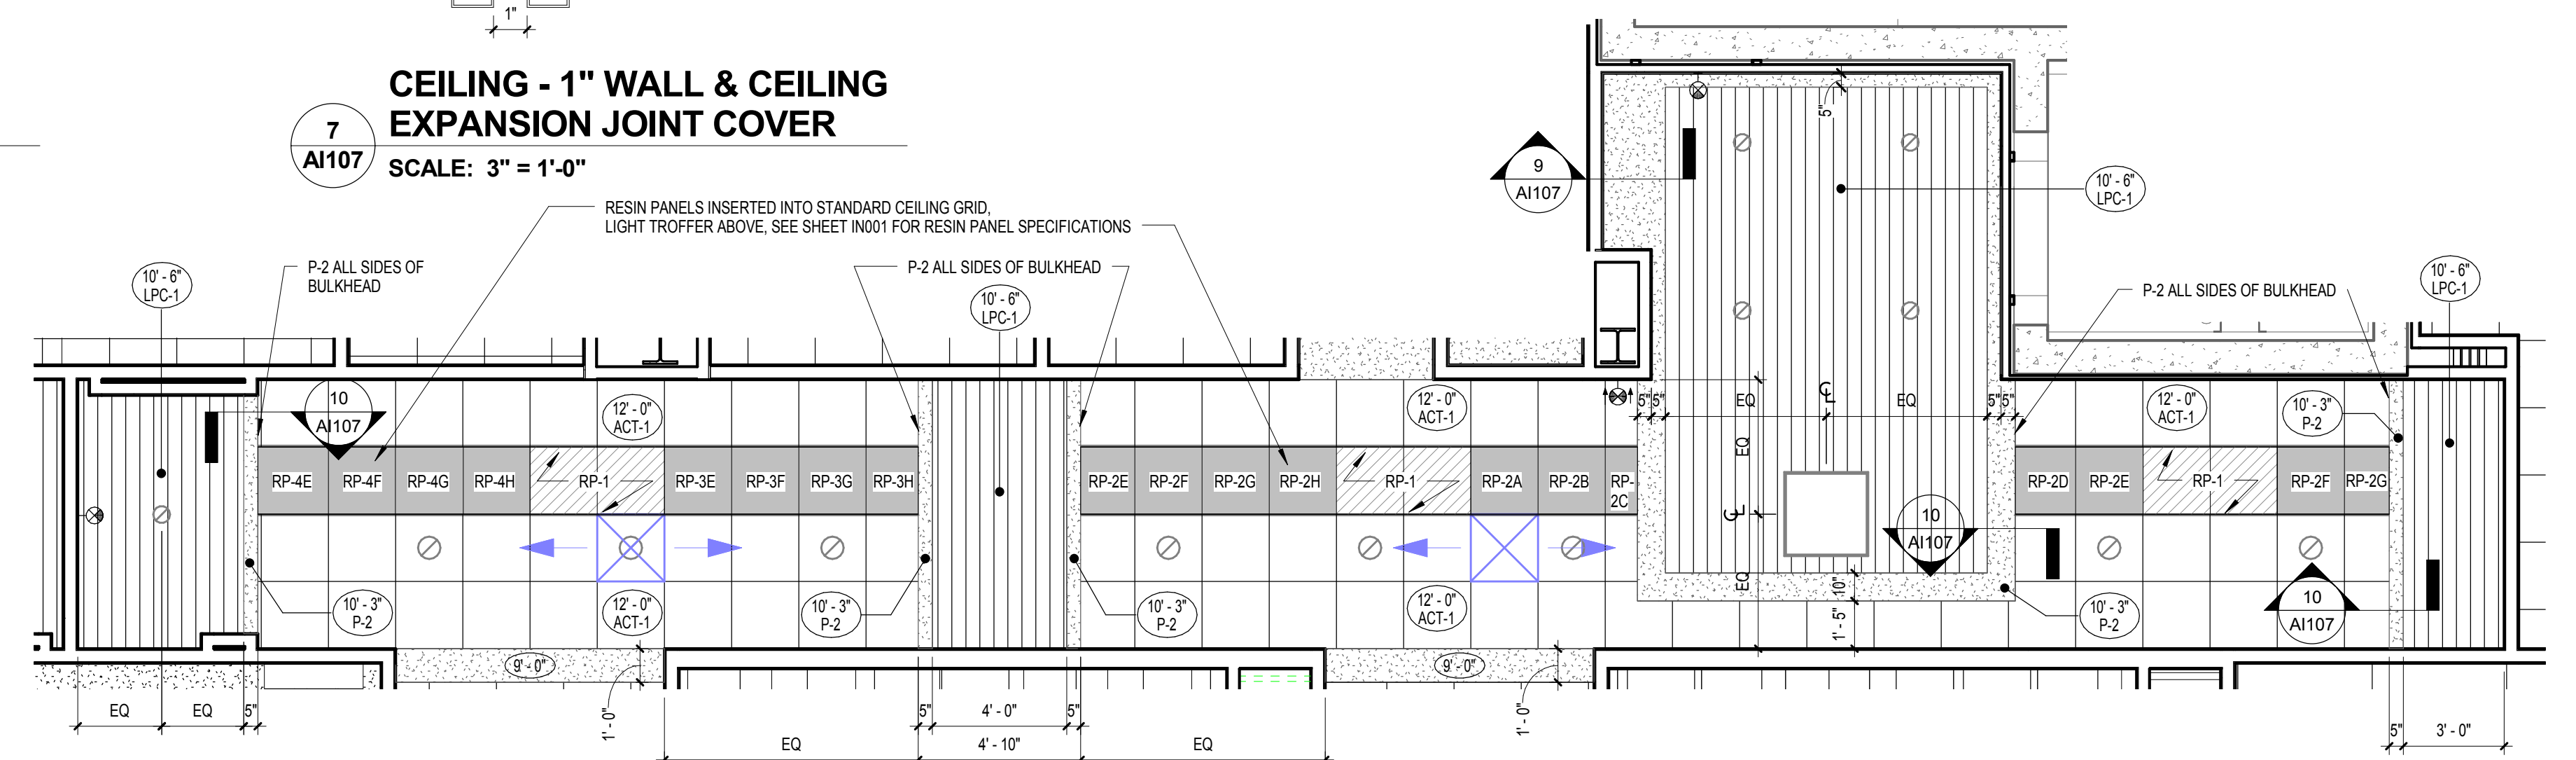 1"
CEILING - 1" WALL & CEILING
EXPANSION JOINT COVER
7
AI107
SCALE:  3" = 1'-0"
RESIN PANELS INSERTED INTO STANDARD CEILING GRID,
LIGHT TROFFER ABOVE, SEE SHEET IN001 FOR RESIN PANEL SPECIFICATIONS
5"
9
AI107
10' - 6"
LPC-1
10' - 6"
LPC-1
P-2 ALL SIDES OF
BULKHEAD
P-2 ALL SIDES OF BULKHEAD
10' - 6"
LPC-1
P-2 ALL SIDES OF BULKHEAD
10' - 6"
LPC-1
10
AI107
12' - 0"
ACT-1
12' - 0"
ACT-1
5"
5"
EQ
CL
EQ
5"
5"
12' - 0"
ACT-1
10' - 3"
P-2
EQ
RP-4E
RP-4F
RP-4G
RP-4H
RP-1
RP-3E
RP-3F
RP-3G
RP-3H
RP-2E
RP-2F
RP-2G
RP-2H
RP-1
RP-2A
RP-2B
RP-
2C
RP-2D
RP-2E
RP-1
RP-2F
RP-2G
CL
10
AI107
EQ
10"
10' - 3"
P-2
12' - 0"
ACT-1
10' - 3"
P-2
10' - 3"
P-2
12' - 0"
ACT-1
1' - 5"
10' - 3"
P-2
10
AI107
9' - 0"
9' - 0"
EQ
EQ
5"
1' - 0"
5"
4' - 0"
5"
1' - 0"
EQ
4' - 10"
EQ
5"
3' - 0"